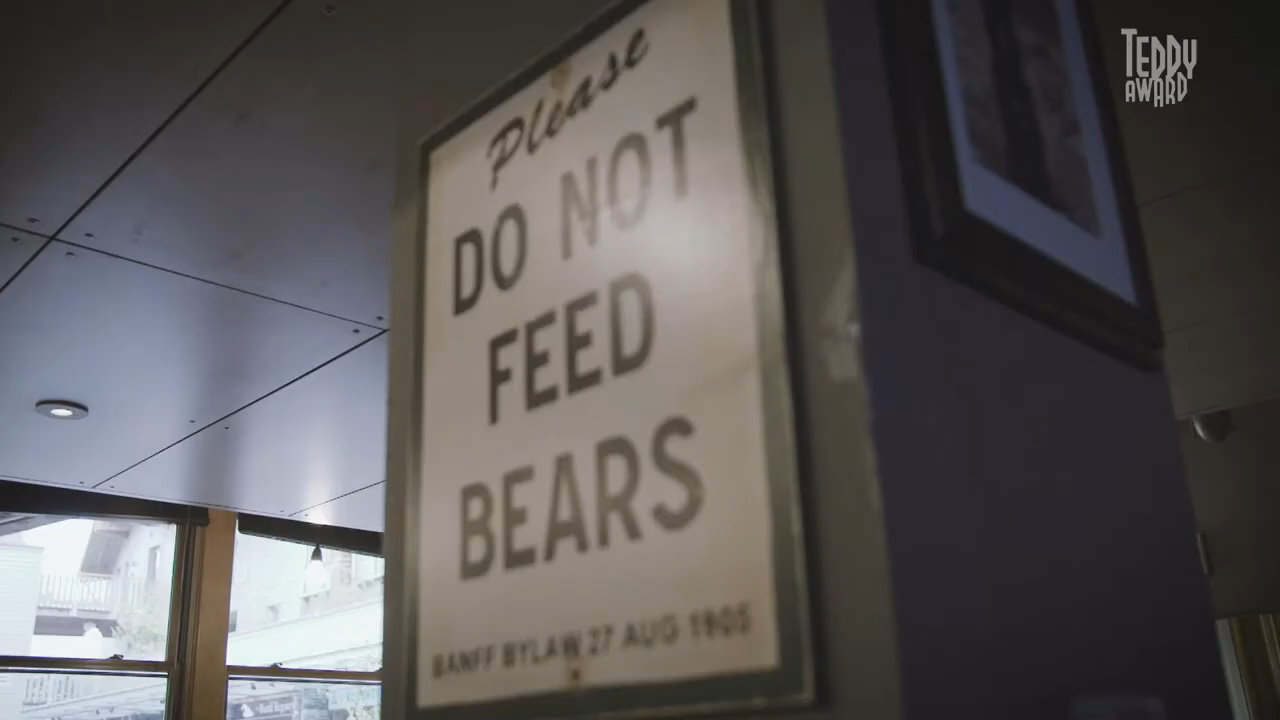 Please
DO NOT
FEED
BEARS
BANFF BYLAW 27 AUG 1905
TEDDY
AWARD